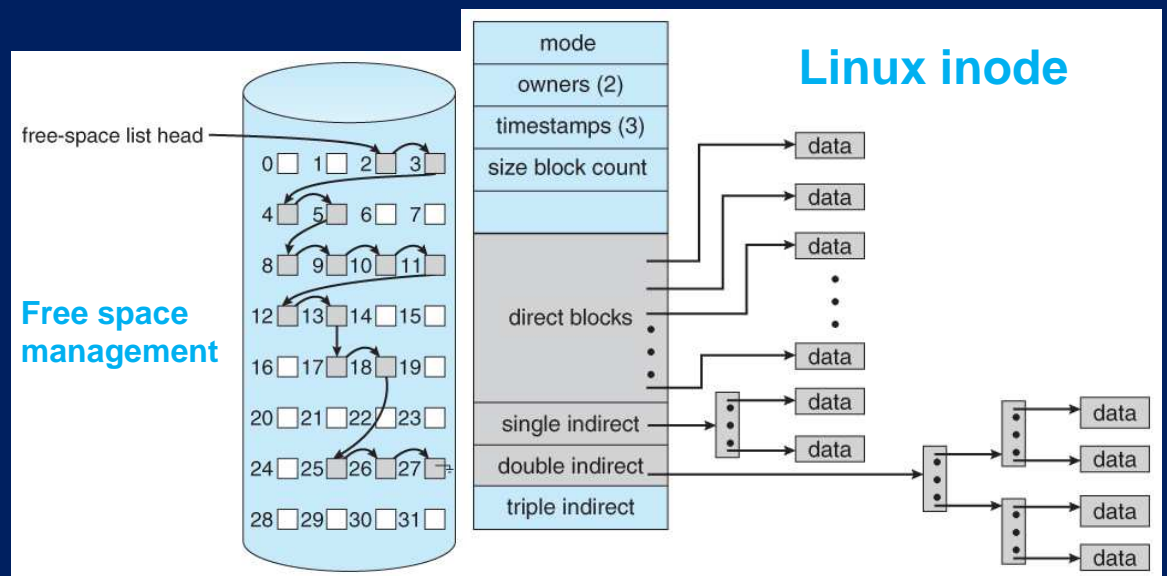 Linux inode
free-space list head
0 1 2 3
4 5 6 7
8 9 10 11
12 13 14 15
16 17 18 19
20 21 22 23
24 25 26 27
28 29 30 31
Free space
management
mode
owners (2)
timestamps (3)
size block count
direct blocks
single indirect
double indirect
triple indirect
data
data
data
data
data
data
data
data
data
data